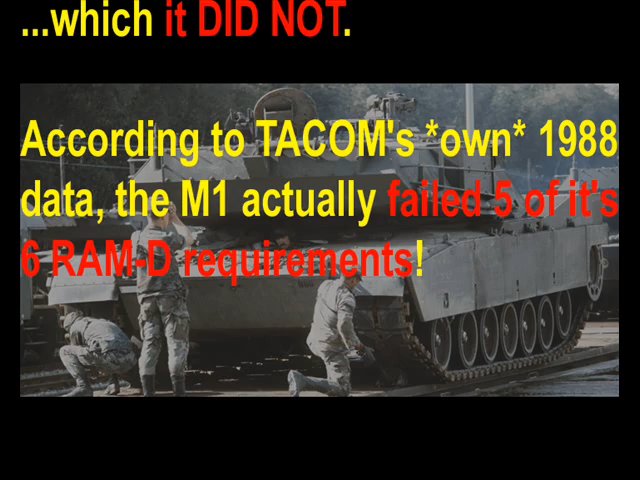 ...which it DID NOT.
According to TACOM's *own* 1988
data, the M1 actually failed 5 of it's
6 RAM-D requirements!